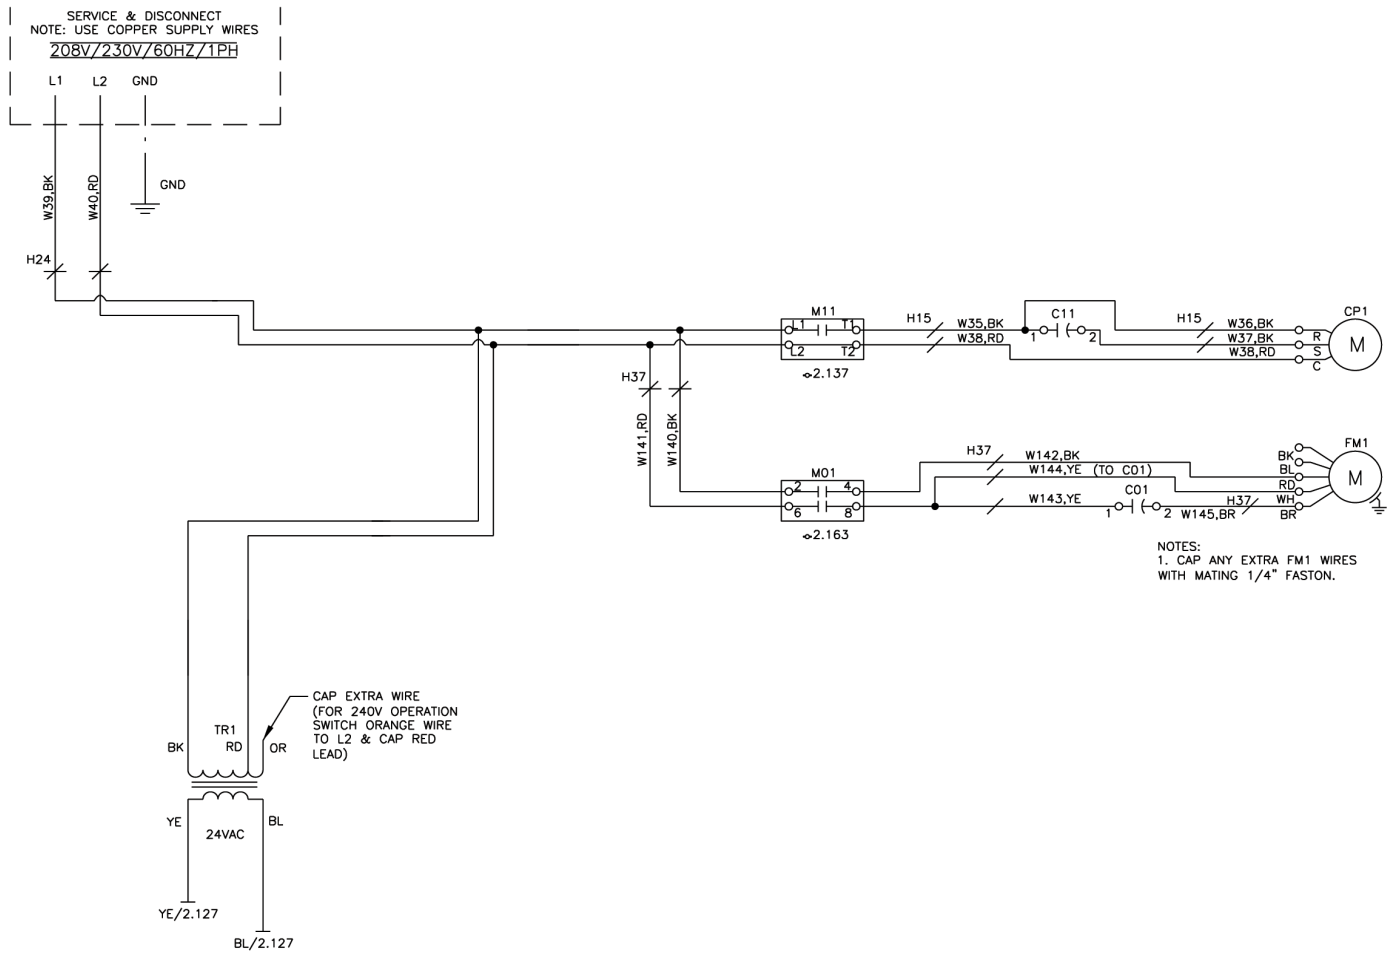 SERVICE & DISCONNECT
NOTE: USE COPPER SUPPLY WIRES
208V/230V/60HZ/1PH
L1 L2 GND
W39,BK
W40,RD
GND
H24
M11
L1 T1
L2 T2
2.137
H15
W35,BK
W38,RD
C11
1 2
H15
W36,BK
W37,BK
W38,RD
CP1
R
S
C
M
H37
W141,RD
W140,BK
M01
2 4
6 8
2.163
H37
W142,BK
W144,YE (TO C01)
W143,YE
C01
1 2
W145,BR
H37
FM1
BK
BL
RD
WH
BR
M
NOTES:
1. CAP ANY EXTRA FM1 WIRES
WITH MATING 1/4" FASTON.
CAP EXTRA WIRE
(FOR 240V OPERATION
SWITCH ORANGE WIRE
TO L2 & CAP RED
LEAD)
TR1
BK RD OR
YE BL
24VAC
YE/2.127
BL/2.127